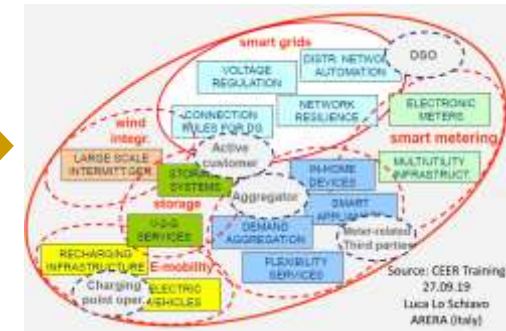 smart grids
DSO
DISTR. NETWORK
AUTOMATION
VOLTAGE
REGULATION
NETWORK
RESILIENCE
ELECTRONIC
METERS
CONNECTION
RULES FOR DG
wind
integr.
smart metering
Active
customer
LARGE SCALE
INTERMITT.GER
STORAGE
SYSTEMS
IN-HOME
DEVICES
MULTIUTILITY
INFRASTRUCT.
Aggregator
storage
SMART
V-2-G
SERVICES
DEMAND
AGGREGATION
Meter-related
Third parties
RECHARGING
INFRASTRUCTURE
E-mobility
FLEXIBILITY
SERVICES
Charging
point oper.
ELECTRIC
VEHICLES
Source: CEER Training
27.09.19
Luca Lo Schiavo
ARERA (Italy)